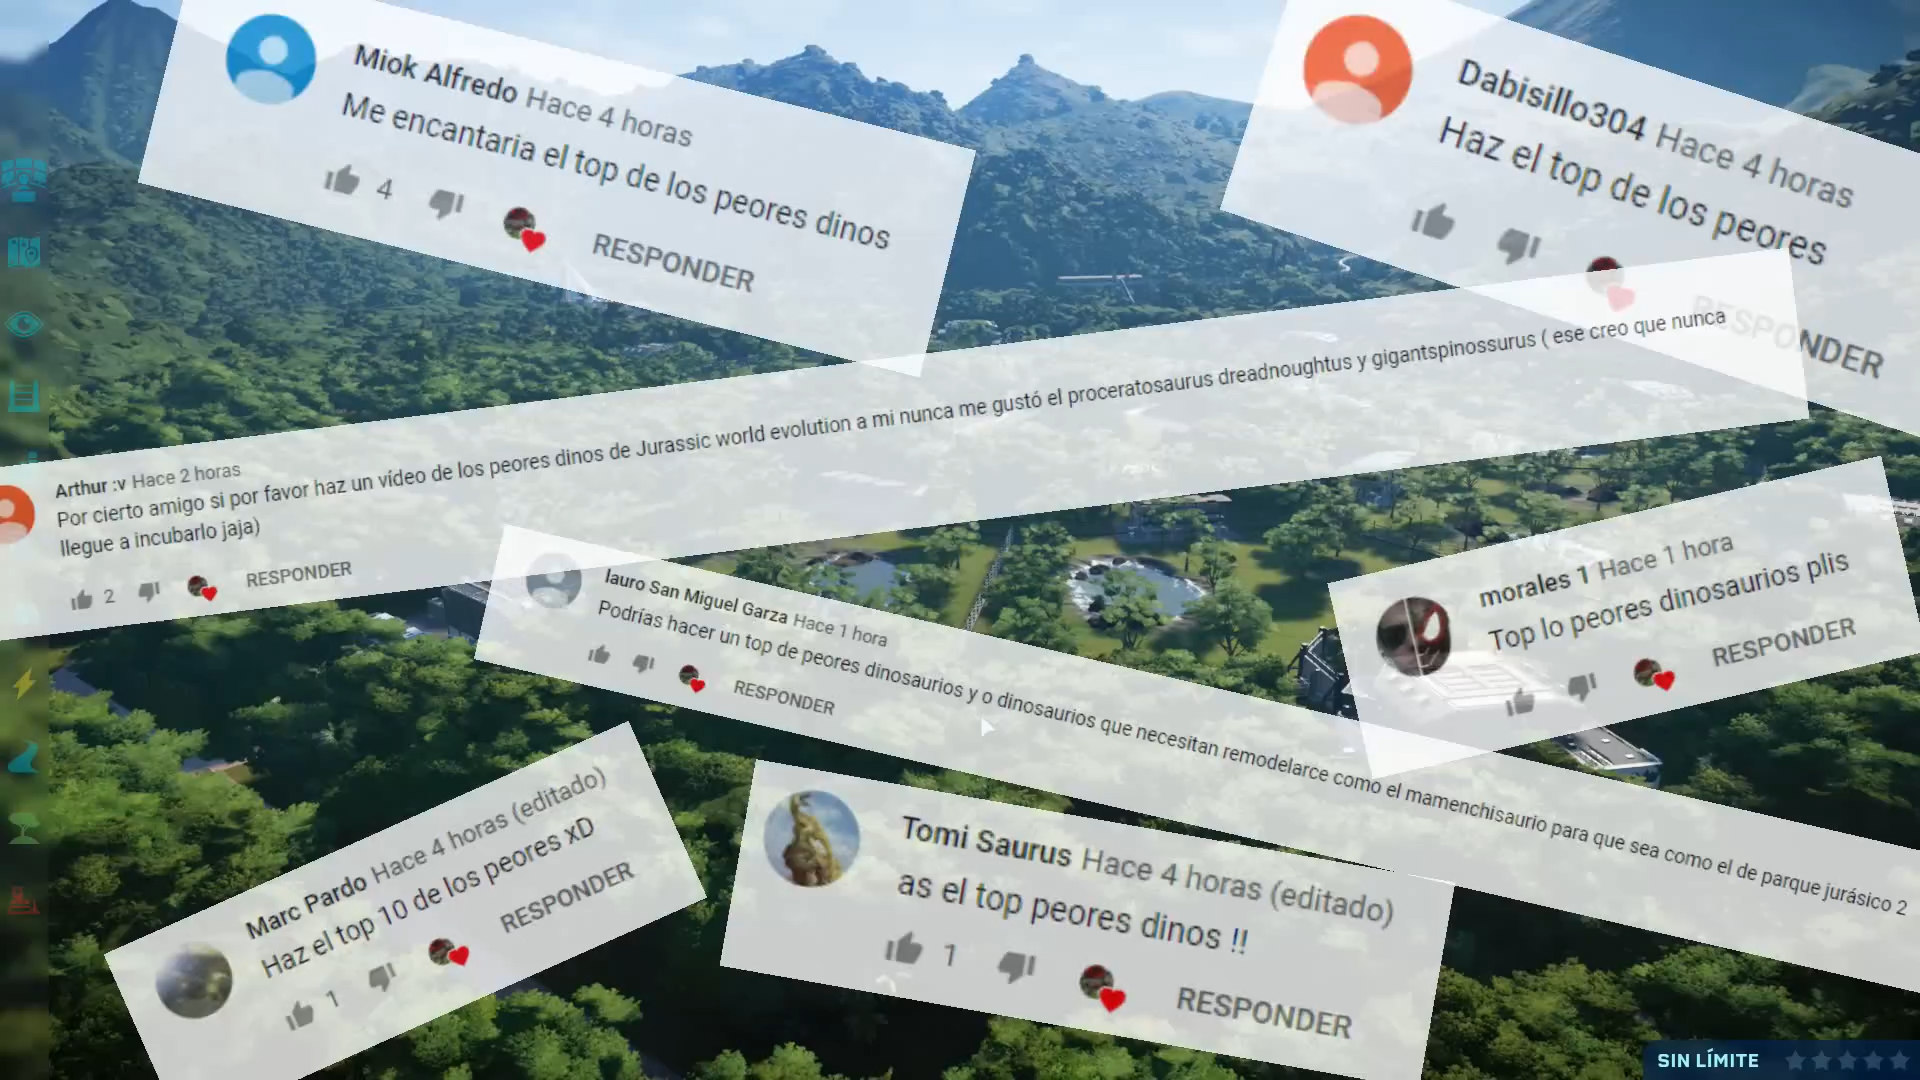 Miok Alfredo Hace 4 horas
Me encantaria el top de los peores dinos
4
RESPONDER
Dabisillo304 Hace 4 horas
Haz el top de los peores
RESPONDER
Arthur :v Hace 2 horas
Por cierto amigo si por favor haz un vídeo de los peores dinos de Jurassic world evolution a mi nunca me gustó el proceratosaurus dreadnoughtus y gigantspinossurus ( ese creo que nunca
llegue a incubarlo jaja)
2
RESPONDER
lauro San Miguel Garza Hace 1 hora
Podrías hacer un top de peores dinosaurios y o dinosaurios que necesitan remodelarce como el mamenchisaurio para que sea como el de parque jurásico 2
RESPONDER
morales 1 Hace 1 hora
Top lo peores dinosaurios plis
RESPONDER
Marc Pardo Hace 4 horas (editado)
Haz el top 10 de los peores xD
1
RESPONDER
Tomi Saurus Hace 4 horas (editado)
as el top peores dinos !!
1
RESPONDER
SIN LÍMITE